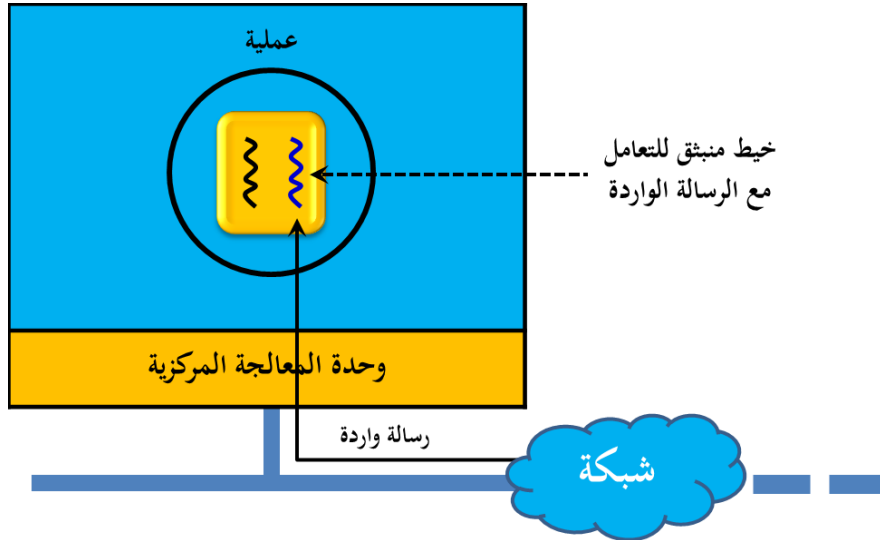 عملية
خيط منبثق للتعامل
مع الرسالة الواردة
وحدة المعالجة المركزية
رسالة واردة
شبكة